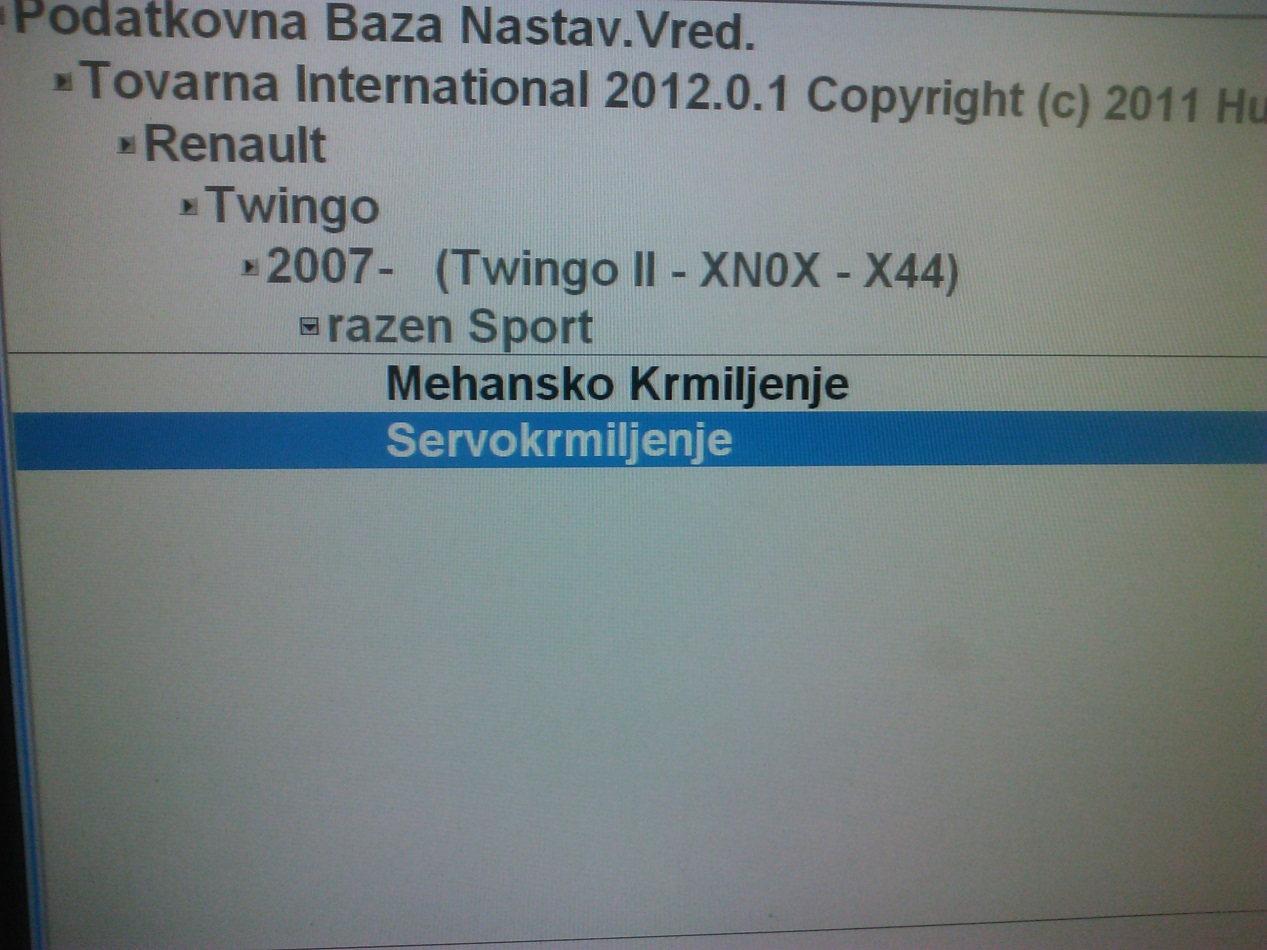 Podatkovna Baza Nastav.Vred.
Tovarna International 2012.0.1 Copyright (c) 2011
Renault
Twingo
2007- (Twingo II - XN0X - X44)
razen Sport
Mehansko Krmiljenje
Servokrmiljenje